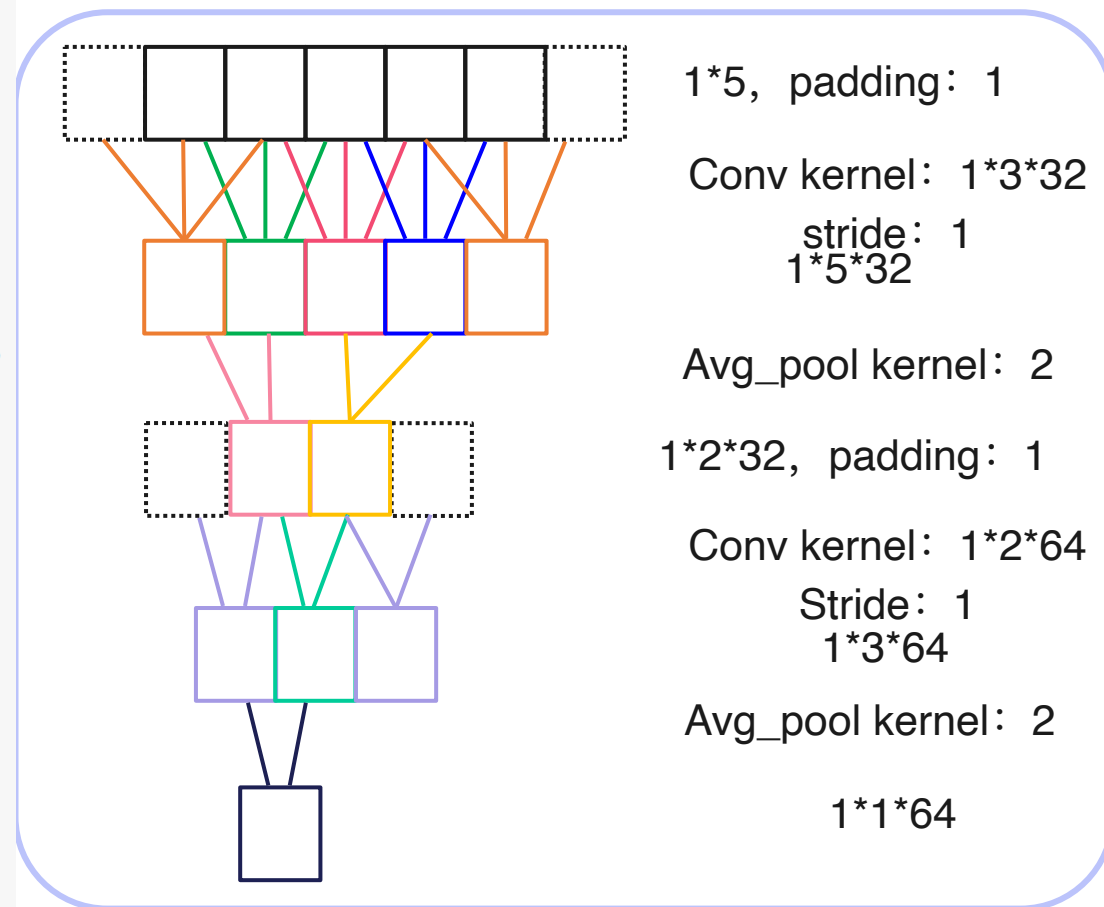 1*5，padding：1
Conv kernel：1*3*32
stride：1
1*5*32
Avg_pool kernel：2
1*2*32，padding：1
Conv kernel：1*2*64
Stride：1
1*3*64
Avg_pool kernel：2
1*1*64